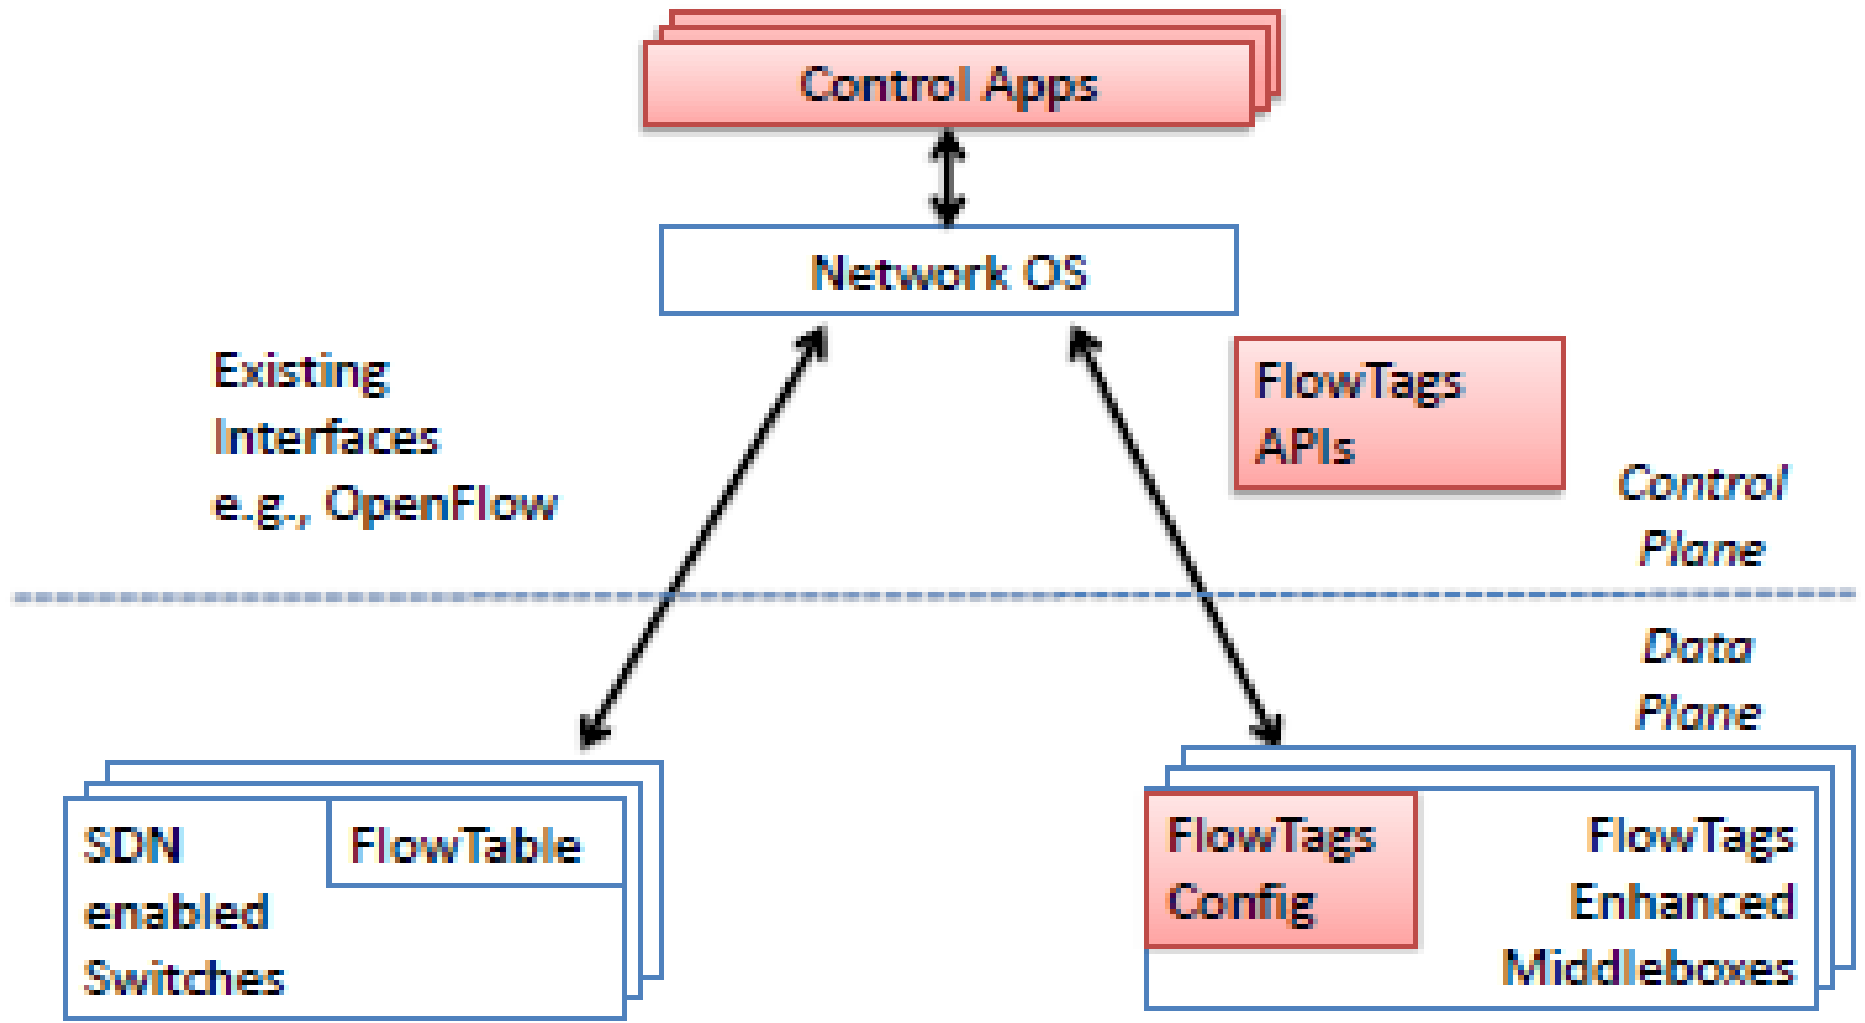 Control Apps
Network OS
Existing
Interfaces
e.g., OpenFlow
FlowTags
APIs
Control
Plane
Data
Plane
SDN
enabled
Switches
FlowTable
FlowTags
Config
FlowTags
Enhanced
Middleboxes